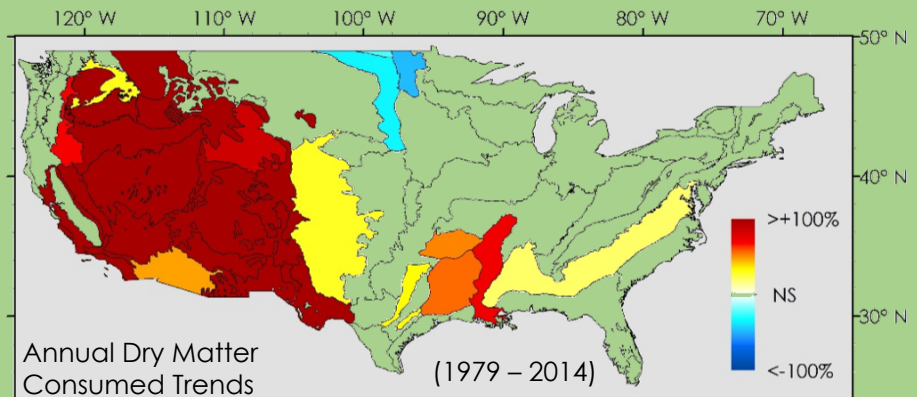 120° W 110° W 100° W 90° W 80° W 70° W
50° N
40° N
30° N
>+100%
NS
<-100%
Annual Dry Matter
Consumed Trends
(1979 – 2014)